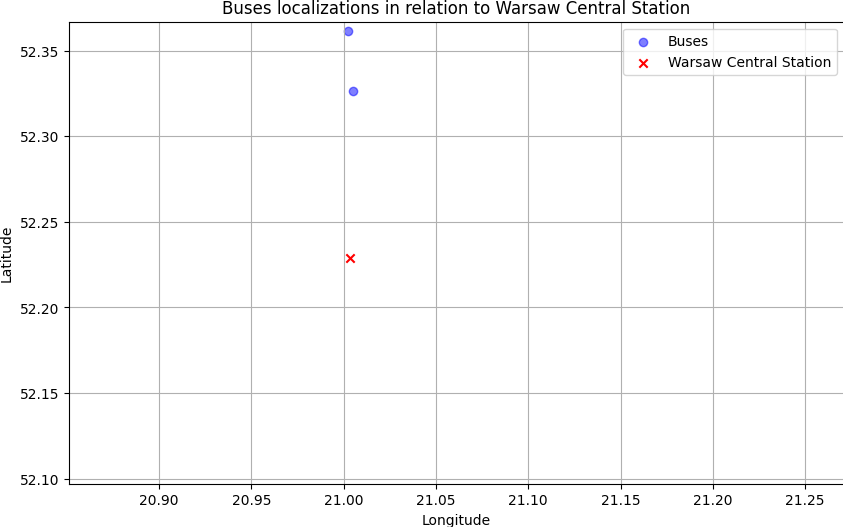 Buses localizations in relation to Warsaw Central Station
Buses
Warsaw Central Station
52.35
52.30
52.25
52.20
52.15
52.10
Latitude
20.90 20.95 21.00 21.05 21.10 21.15 21.20 21.25
Longitude